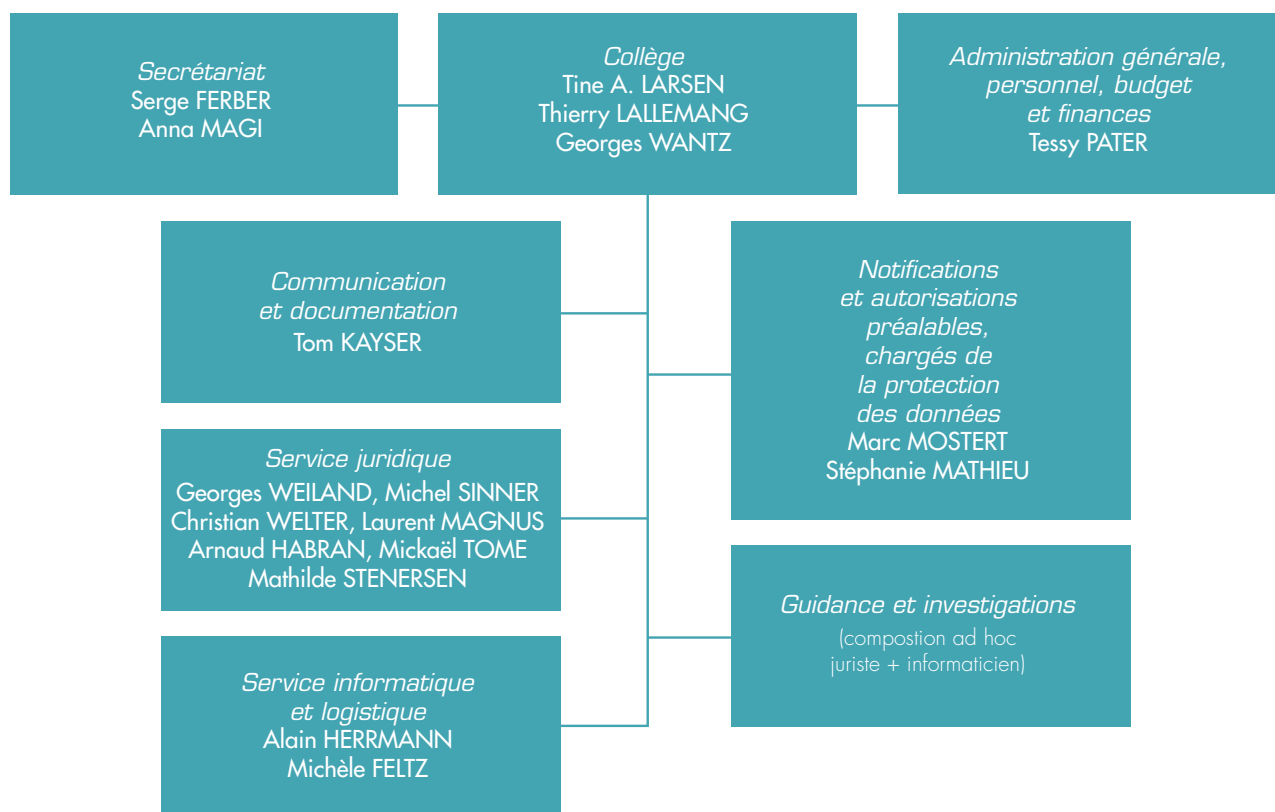 Secrétariat
Serge FERBER
Anna MAGI
Collège
Tine A. LARSEN
Thierry LALLEMANG
Georges WANTZ
Administration générale,
personnel, budget
et finances
Tessy PATER
Communication
et documentation
Tom KAYSER
Notifications
et autorisations
préalables,
chargés de
la protection
des données
Marc MOSTERT
Stéphanie MATHIEU
Service juridique
Georges WEILAND, Michel SINNER
Christian WELTER, Laurent MAGNUS
Arnaud HABRAN, Mickaël TOME
Mathilde STENERSEN
Guidance et investigations
(compostion ad hoc
juriste + informaticien)
Service informatique
et logistique
Alain HERRMANN
Michèle FELTZ